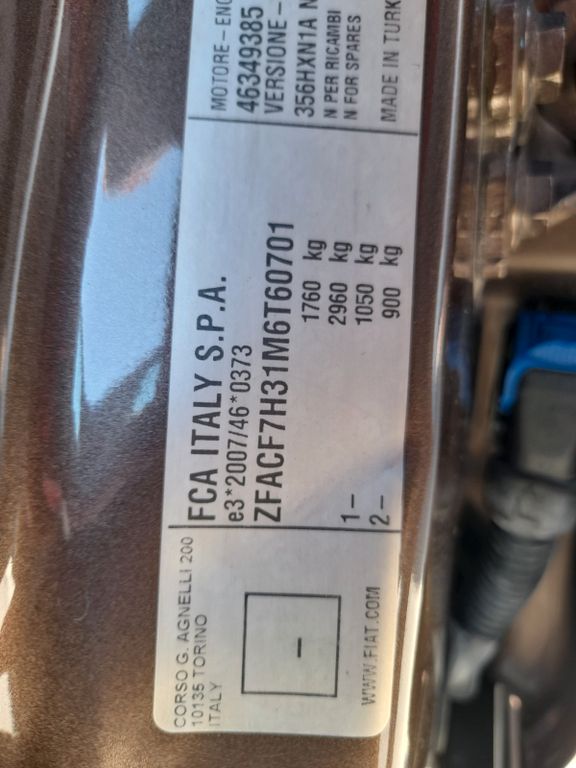 CORSO G. AGNELLI 200
10135 TORINO
ITALY
-
WWW.FIAT.COM
FCA ITALY S.P.A.
e3*2007/46*0373
ZFACF7H31M6T60701
1760 kg
2960 kg
1- 1050 kg
2- 900 kg
MOTORE - ENG
46349385
VERSIONE -
356HXN1A N
N PER RICAMBI
N FOR SPARES
MADE IN TURK